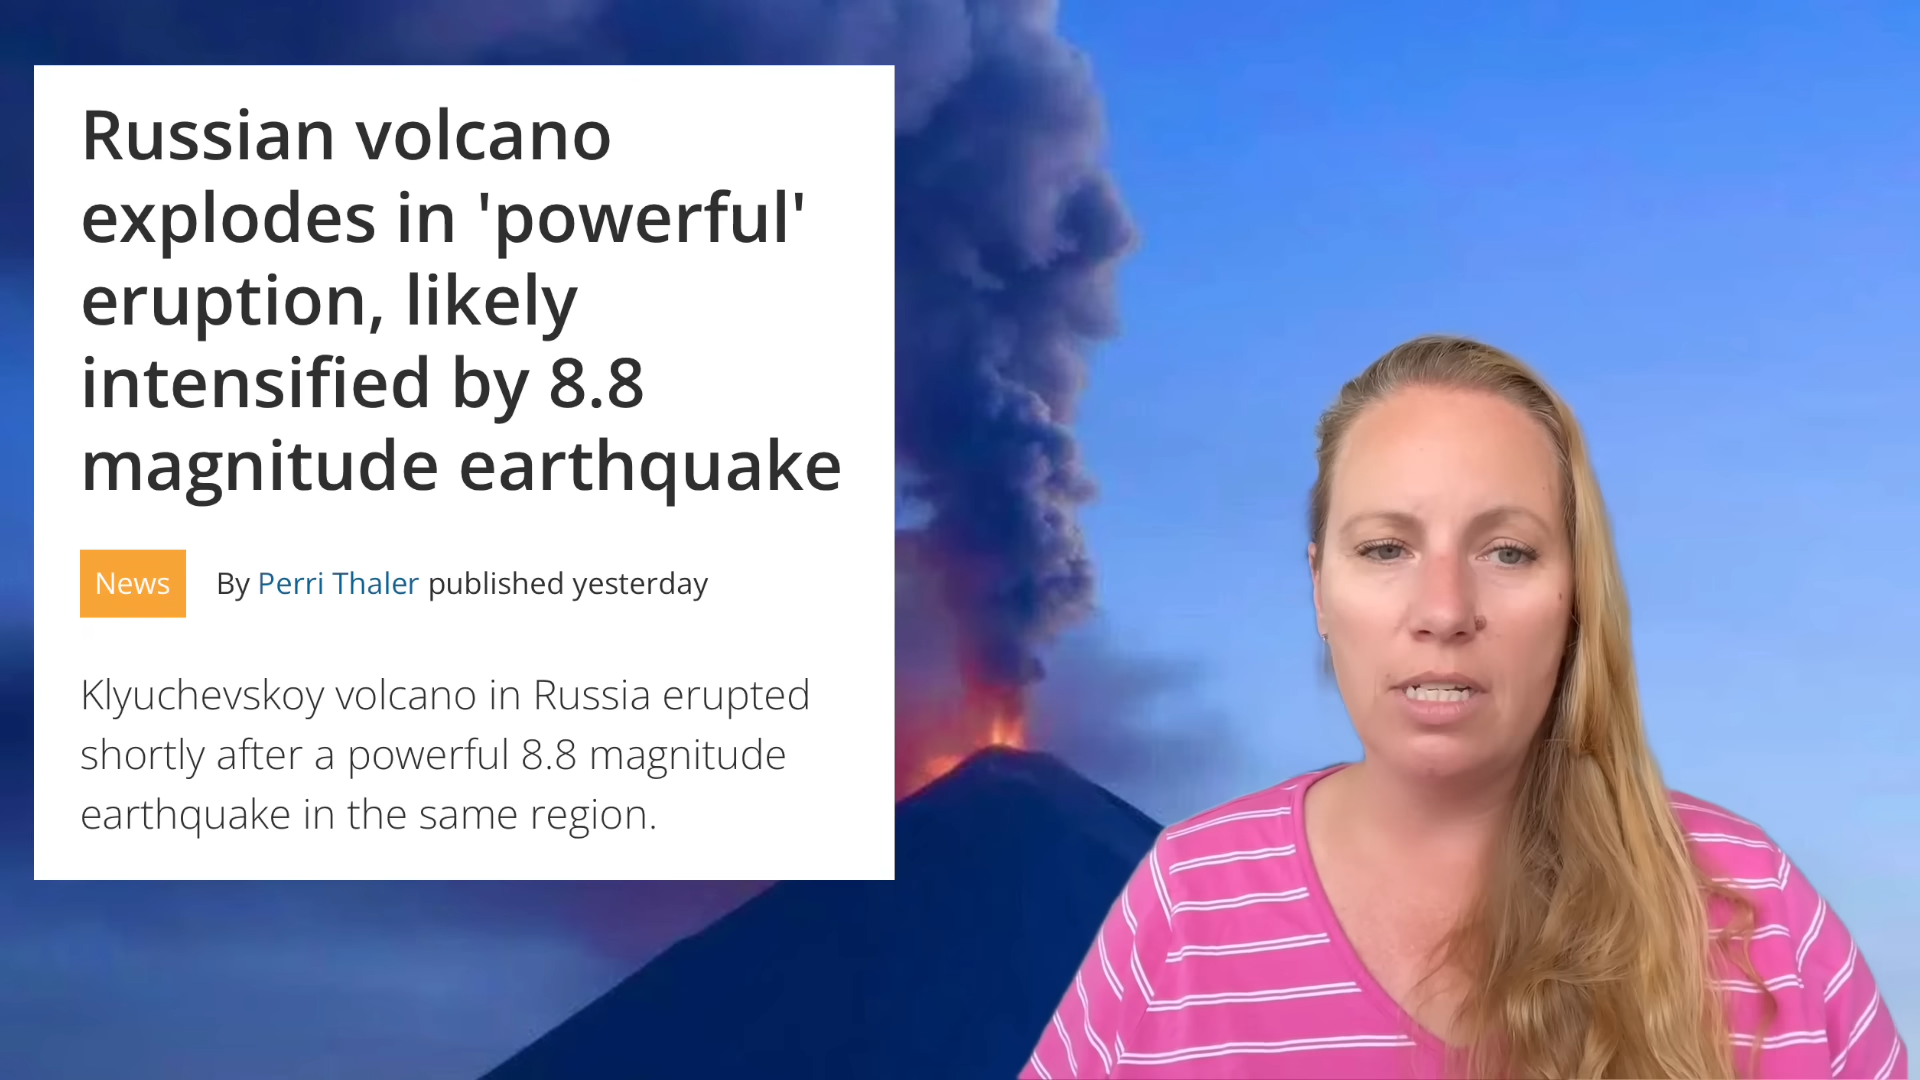 Russian volcano
explodes in 'powerful'
eruption, likely
intensified by 8.8
magnitude earthquake
News By Perri Thaler published yesterday
Klyuchevskoy volcano in Russia erupted
shortly after a powerful 8.8 magnitude
earthquake in the same region.